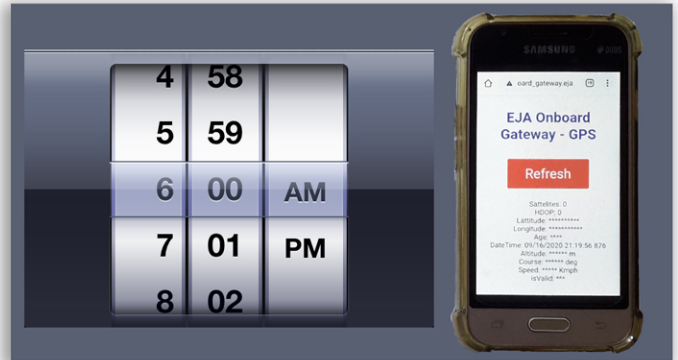 4 58
5 59
6 00 AM
7 01 PM
8 02
SAMSUNG DUOS
oard_gateway.eja
EJA Onboard
Gateway - GPS
Refresh
Sattelites: 0
HDOP: 0
Lattitude: **********
Longitude: ***********
Age: ****
DateTime: 09/16/2020 21:19:56 876
Altitude: ****** m
Course: ****** deg
Speed: ***** Kmph
isValid: ***